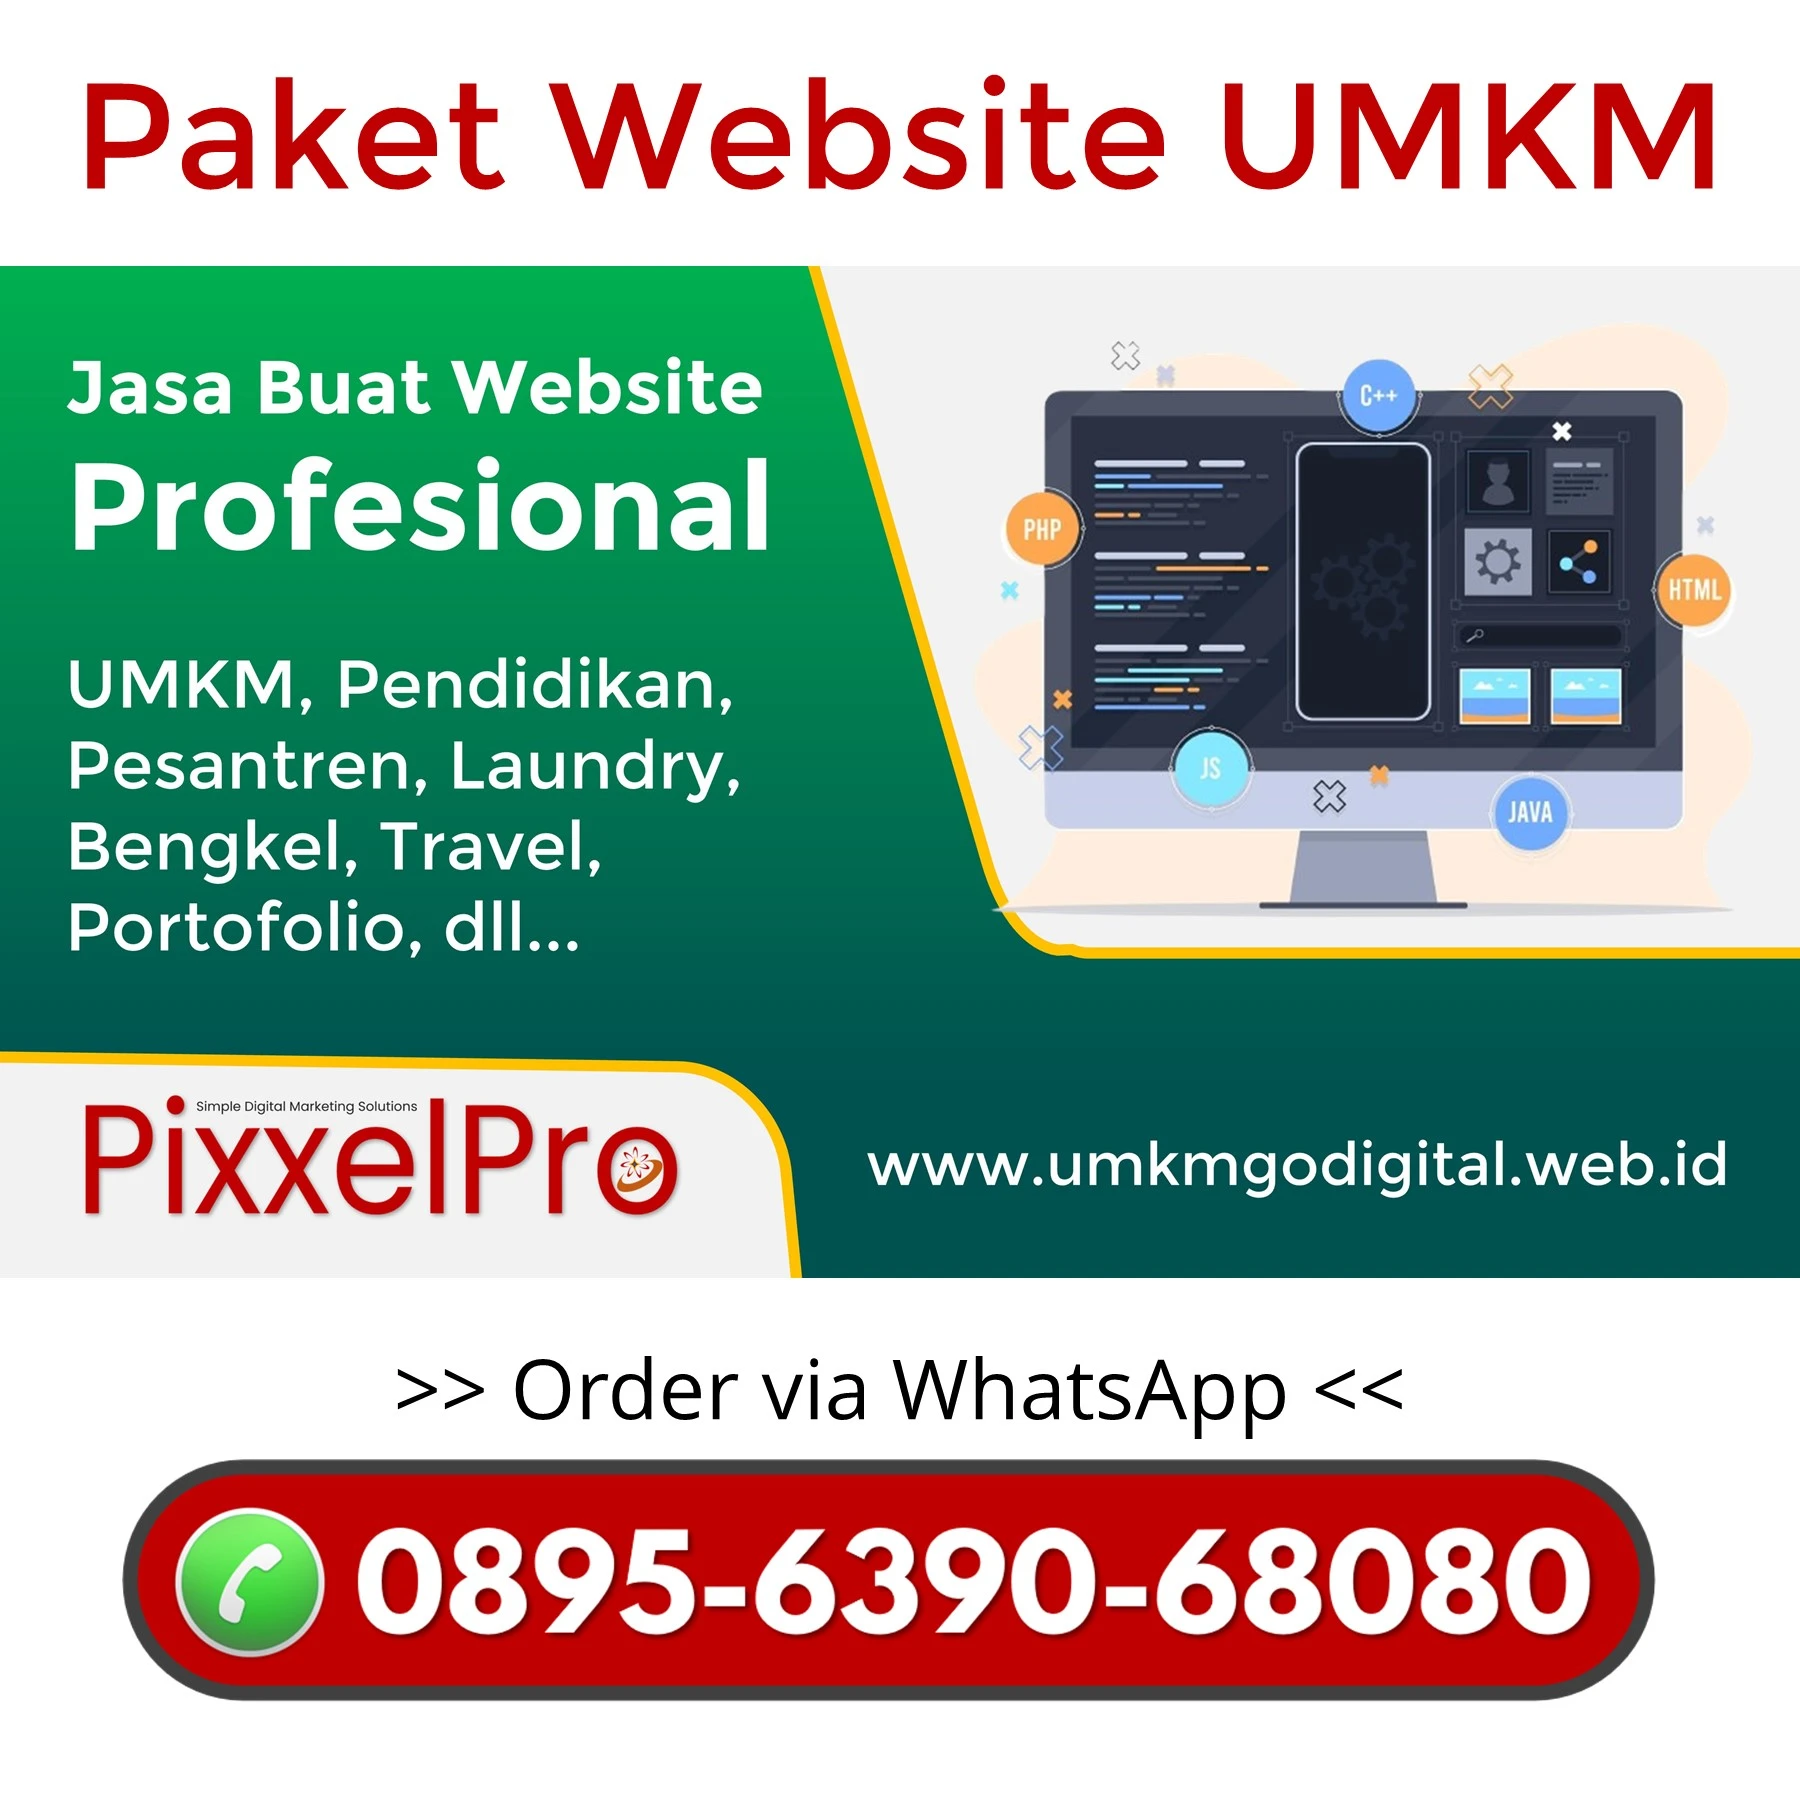 Paket Website UMKM
Jasa Buat Website
Profesional
UMKM, Pendidikan,
Pesantren, Laundry,
Bengkel, Travel,
Portofolio, dll...
C++
PHP
HTML
JS
JAVA
Simple Digital Marketing Solutions
PixxelPro
www.umkmgodigital.web.id
>> Order via WhatsApp <<
0895-6390-68080